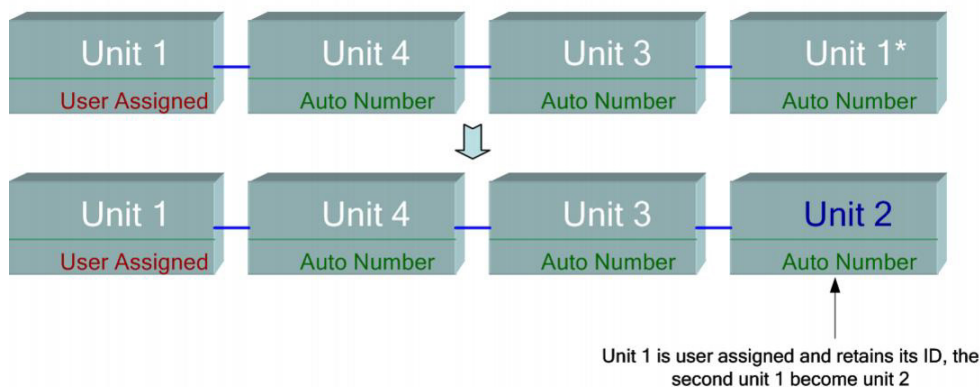 Unit 1 Unit 4 Unit 3 Unit 1*
User Assigned Auto Number Auto Number Auto Number
Unit 1 Unit 4 Unit 3 Unit 2
User Assigned Auto Number Auto Number Auto Number
Unit 1 is user assigned and retains its ID, the
second unit 1 become unit 2